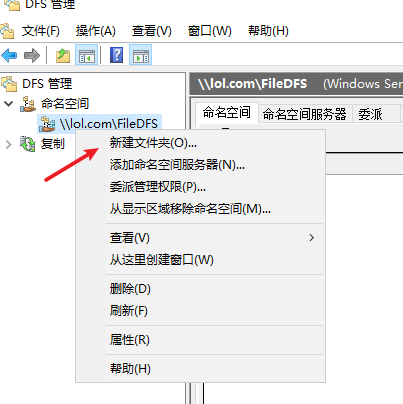 DFS 管理
文件(F) 操作(A) 查看(V) 窗口(W) 帮助(H)
DFS 管理
命名空间
\\lol.com\FileDFS
复制
\\lol.com\FileDFS (Windows Ser
命名空间 命名空间服务器 委派
新建文件夹(O)...
添加命名空间服务器(N)...
委派管理权限(P)...
从显示区域移除命名空间(M)...
查看(V)
从这里创建窗口(W)
删除(D)
刷新(F)
属性(R)
帮助(H)